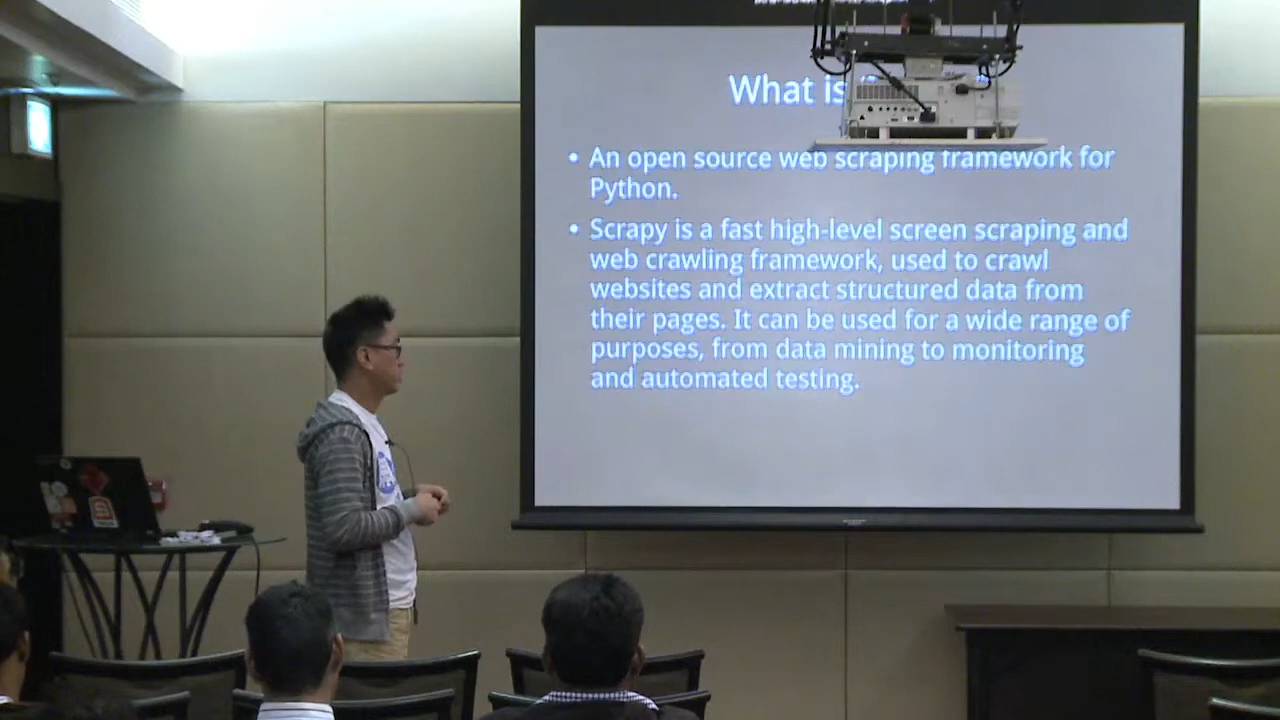 What is
• An open source web scraping framework for
Python.
• Scrapy is a fast high-level screen scraping and
web crawling framework, used to crawl
websites and extract structured data from
their pages. It can be used for a wide range of
purposes, from data mining to monitoring
and automated testing.